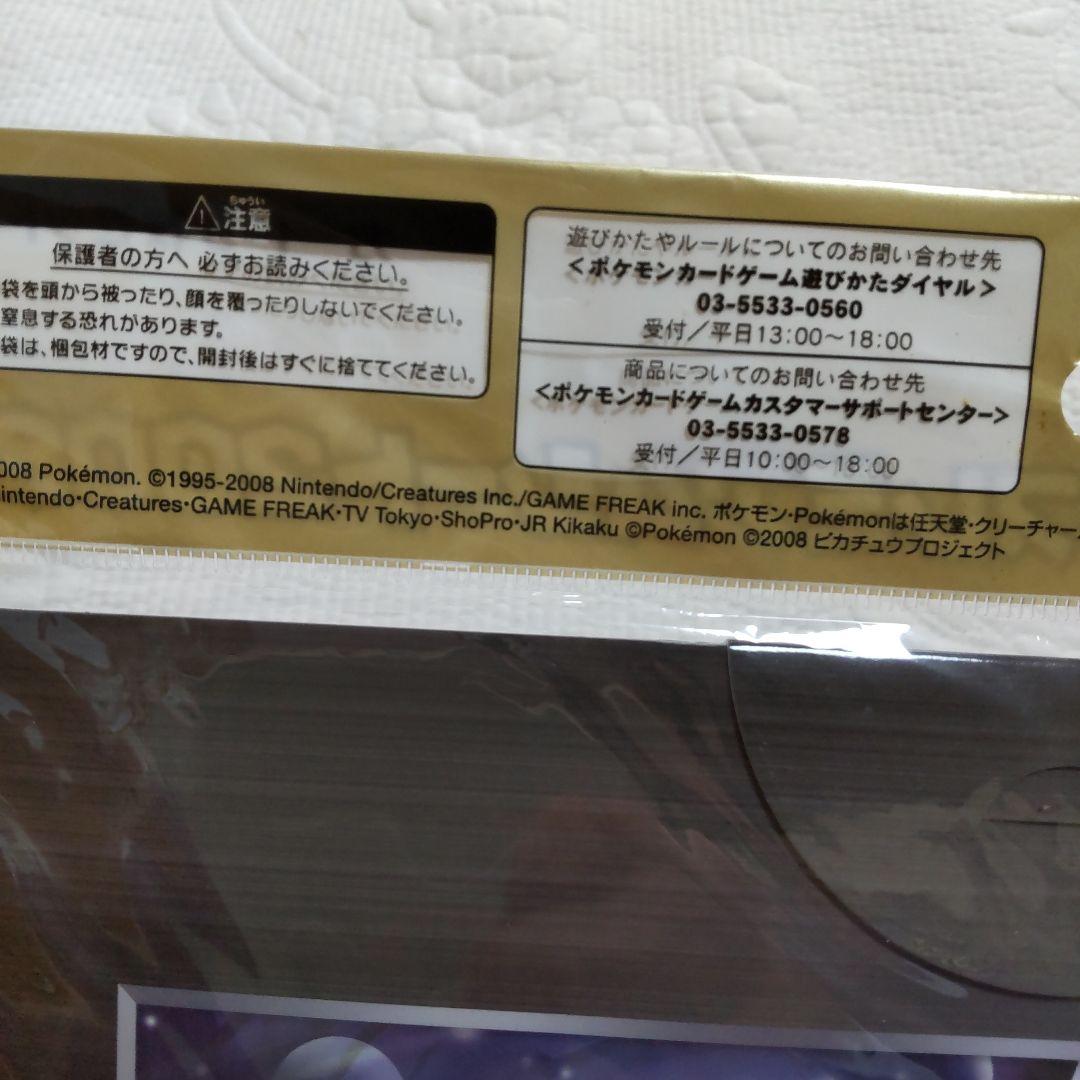 ちゅうい
注意
保護者の方へ 必ずお読みください。
袋を頭から被ったり、顔を覆ったりしないでください。
窒息する恐れがあります。
袋は、梱包材ですので、開封後はすぐに捨ててください。
遊びかたやルールについてのお問い合わせ先
<ポケモンカードゲーム遊びかたダイヤル>
03-5533-0560
受付/平日13:00~18:00
商品についてのお問い合わせ先
<ポケモンカードゲームカスタマーサポートセンター>
03-5533-0578
受付/平日10:00~18:00
008 Pokémon. ©1995-2008 Nintendo/Creatures Inc./GAME FREAK inc. ポケモン・Pokémonは任天堂・クリーチャー
intendo・Creatures・GAME FREAK・TV Tokyo・ShoPro・JR Kikaku ©Pokémon ©2008 ピカチュウプロジェクト